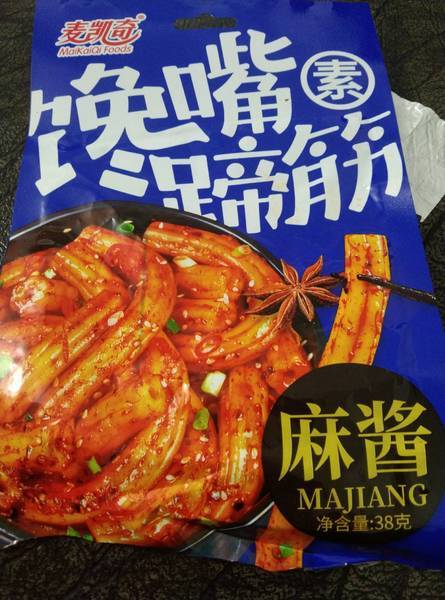 麦凯奇®
MaiKaiQi Foods
馋嘴
素
蹄筋
麻酱
MAJIANG
净含量:38克